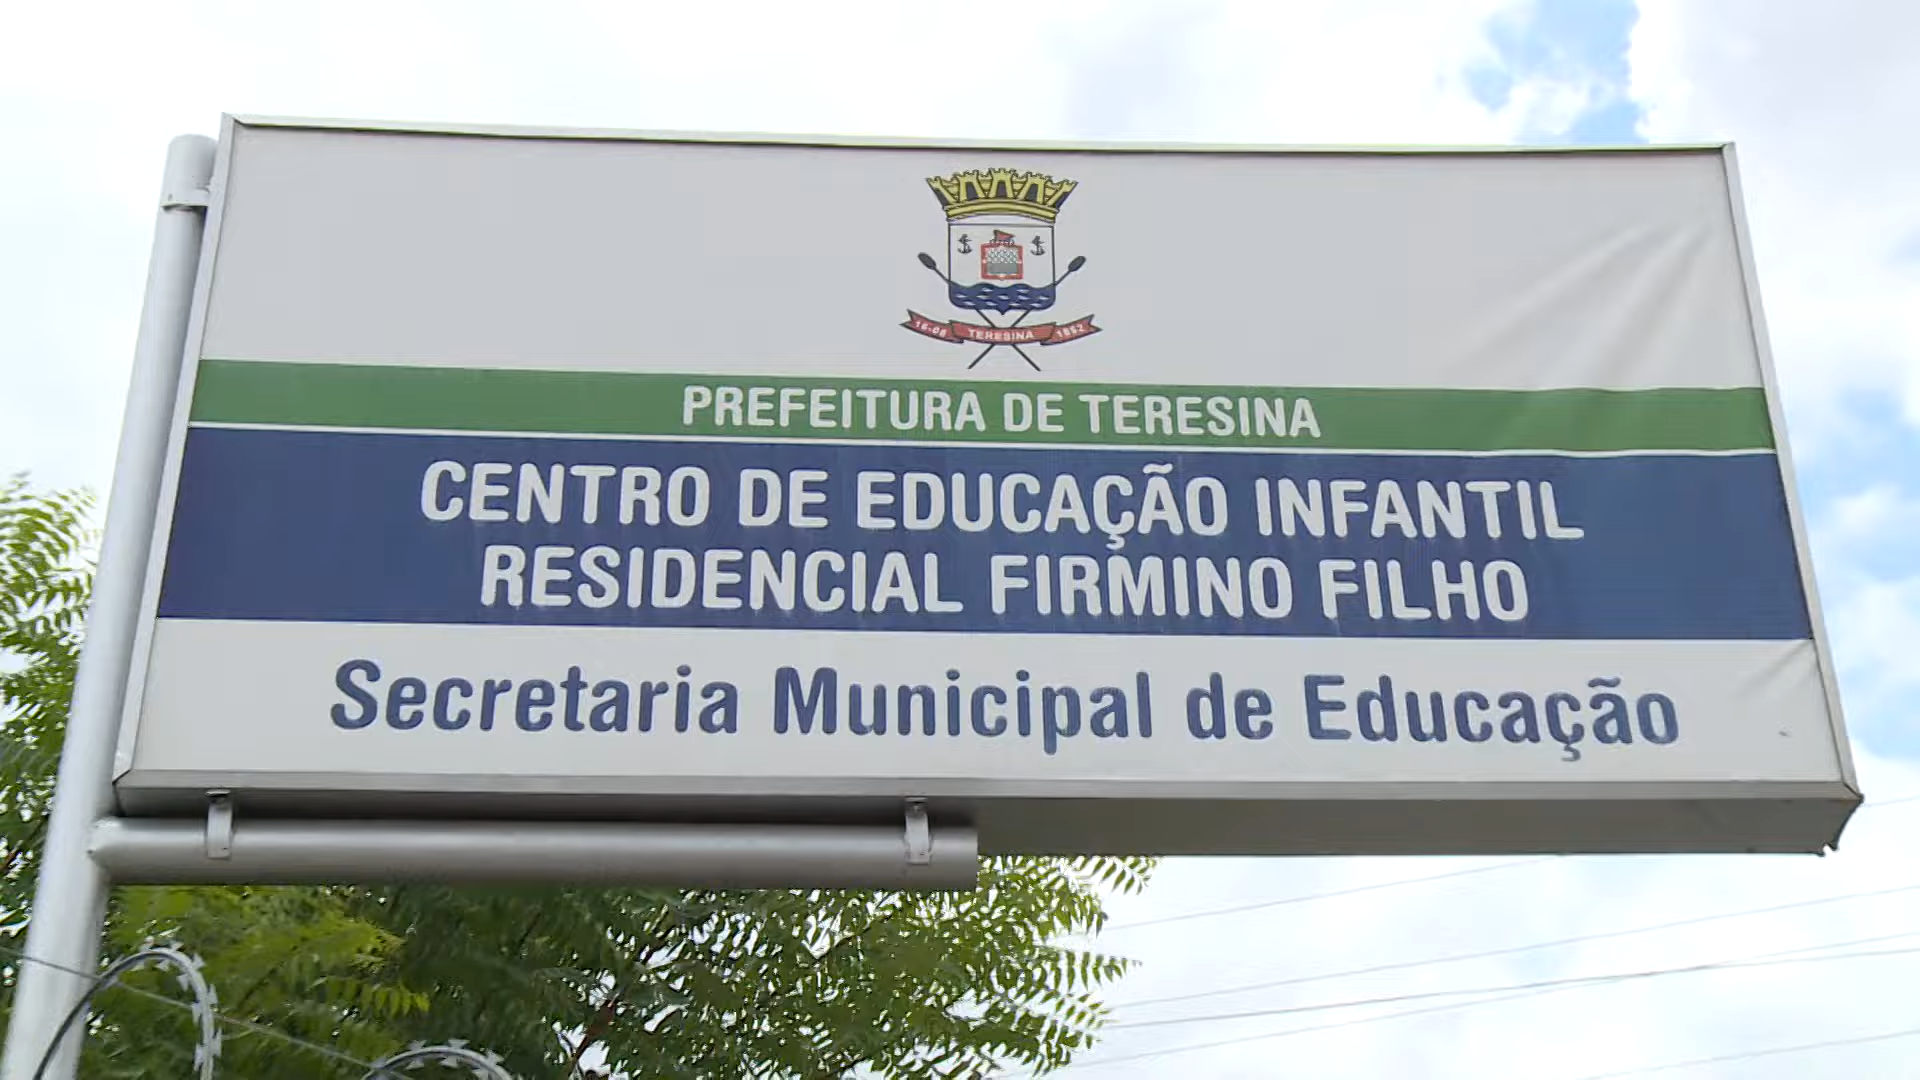 16-08 TERESINA 1852
PREFEITURA DE TERESINA
CENTRO DE EDUCAÇÃO INFANTIL
RESIDENCIAL FIRMINO FILHO
Secretaria Municipal de Educação